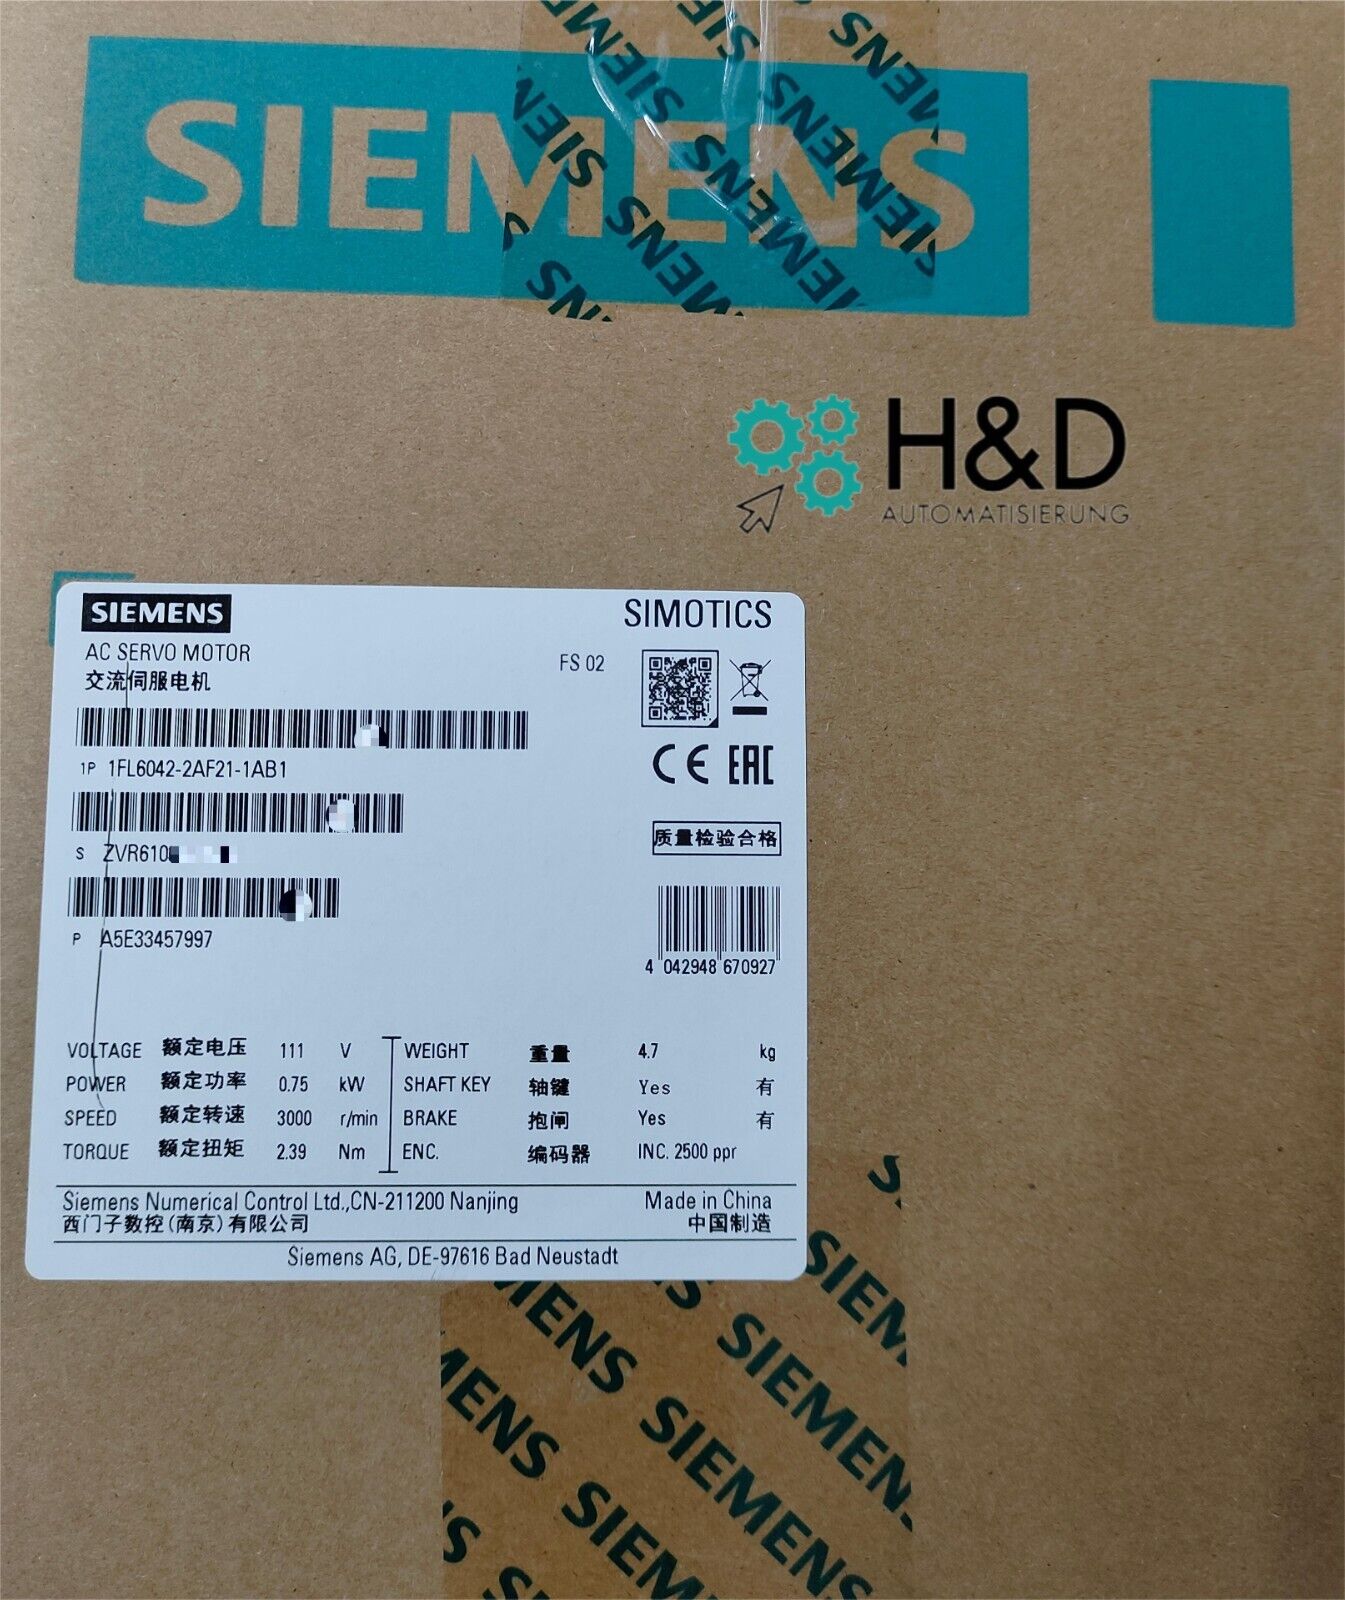 SIEMENS
H&D
AUTOMATISIERUNG
SIEMENS
SIMOTICS
AC SERVO MOTOR
交流伺服电机
FS 02
1P 1FL6042-2AF21-1AB1
CE EAC
S ZVR610
质量检验合格
P A5E33457997
4 042948 670927
VOLTAGE 额定电压 111 V WEIGHT 重量 4.7 kg
POWER 额定功率 0.75 kW SHAFT KEY 轴键 Yes 有
SPEED 额定转速 3000 r/min BRAKE 抱闸 Yes 有
TORQUE 额定扭矩 2.39 Nm ENC. 编码器 INC. 2500 ppr
Siemens Numerical Control Ltd.,CN-211200 Nanjing Made in China
西门子数控(南京)有限公司 中国制造
Siemens AG, DE-97616 Bad Neustadt
SIEMENS
SIEMENS
SIEMENS